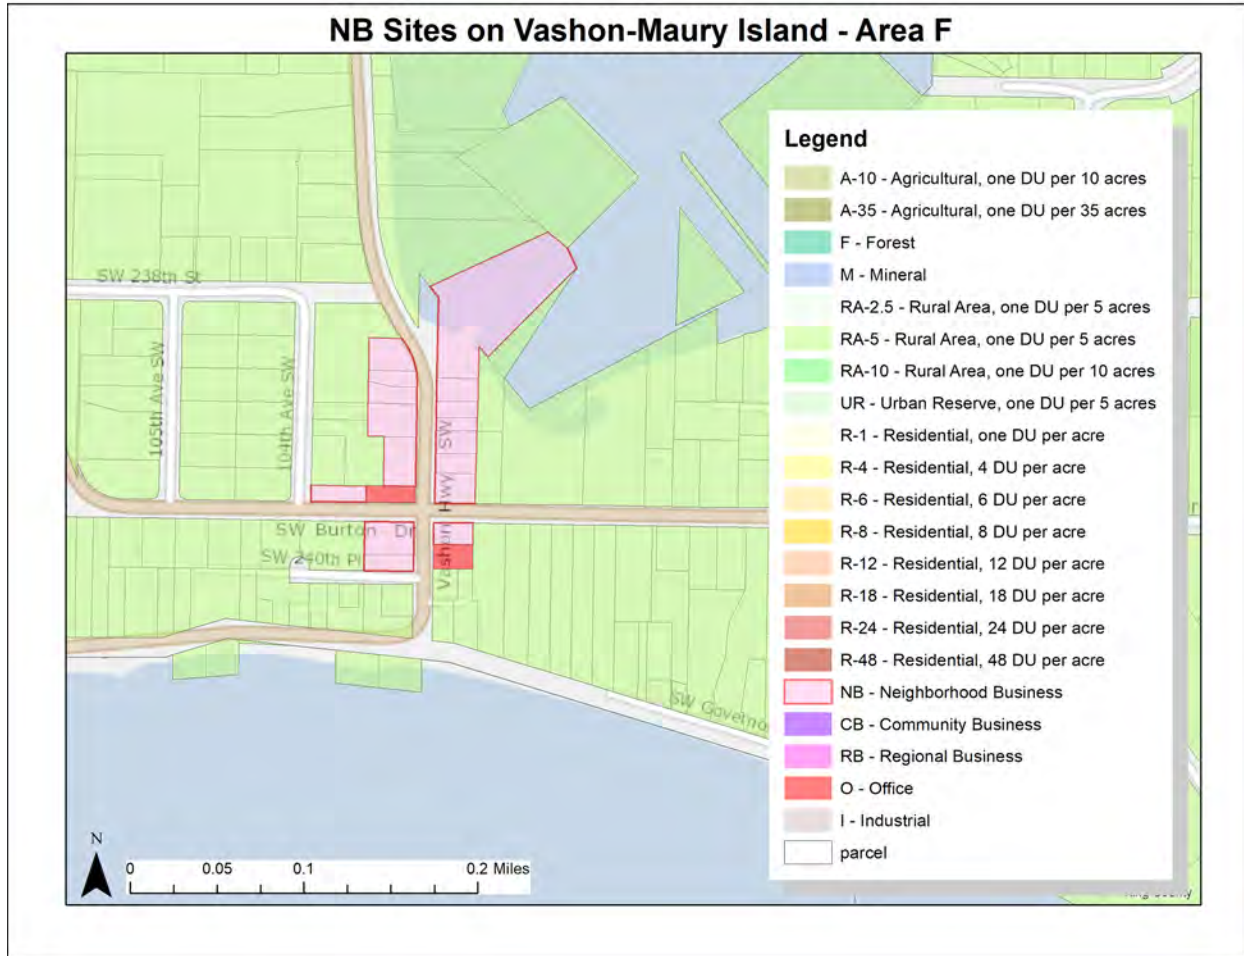 NB Sites on Vashon-Maury Island - Area F
SW 238th St
105th Ave SW
104th Ave SW
Vashon Hwy SW
SW Burton Dr
SW 240th Pl
SW Governo
Legend
A-10 - Agricultural, one DU per 10 acres
A-35 - Agricultural, one DU per 35 acres
F - Forest
M - Mineral
RA-2.5 - Rural Area, one DU per 5 acres
RA-5 - Rural Area, one DU per 5 acres
RA-10 - Rural Area, one DU per 10 acres
UR - Urban Reserve, one DU per 5 acres
R-1 - Residential, one DU per acre
R-4 - Residential, 4 DU per acre
R-6 - Residential, 6 DU per acre
R-8 - Residential, 8 DU per acre
R-12 - Residential, 12 DU per acre
R-18 - Residential, 18 DU per acre
R-24 - Residential, 24 DU per acre
R-48 - Residential, 48 DU per acre
NB - Neighborhood Business
CB - Community Business
RB - Regional Business
O - Office
I - Industrial
parcel
N
0 0.05 0.1 0.2 Miles